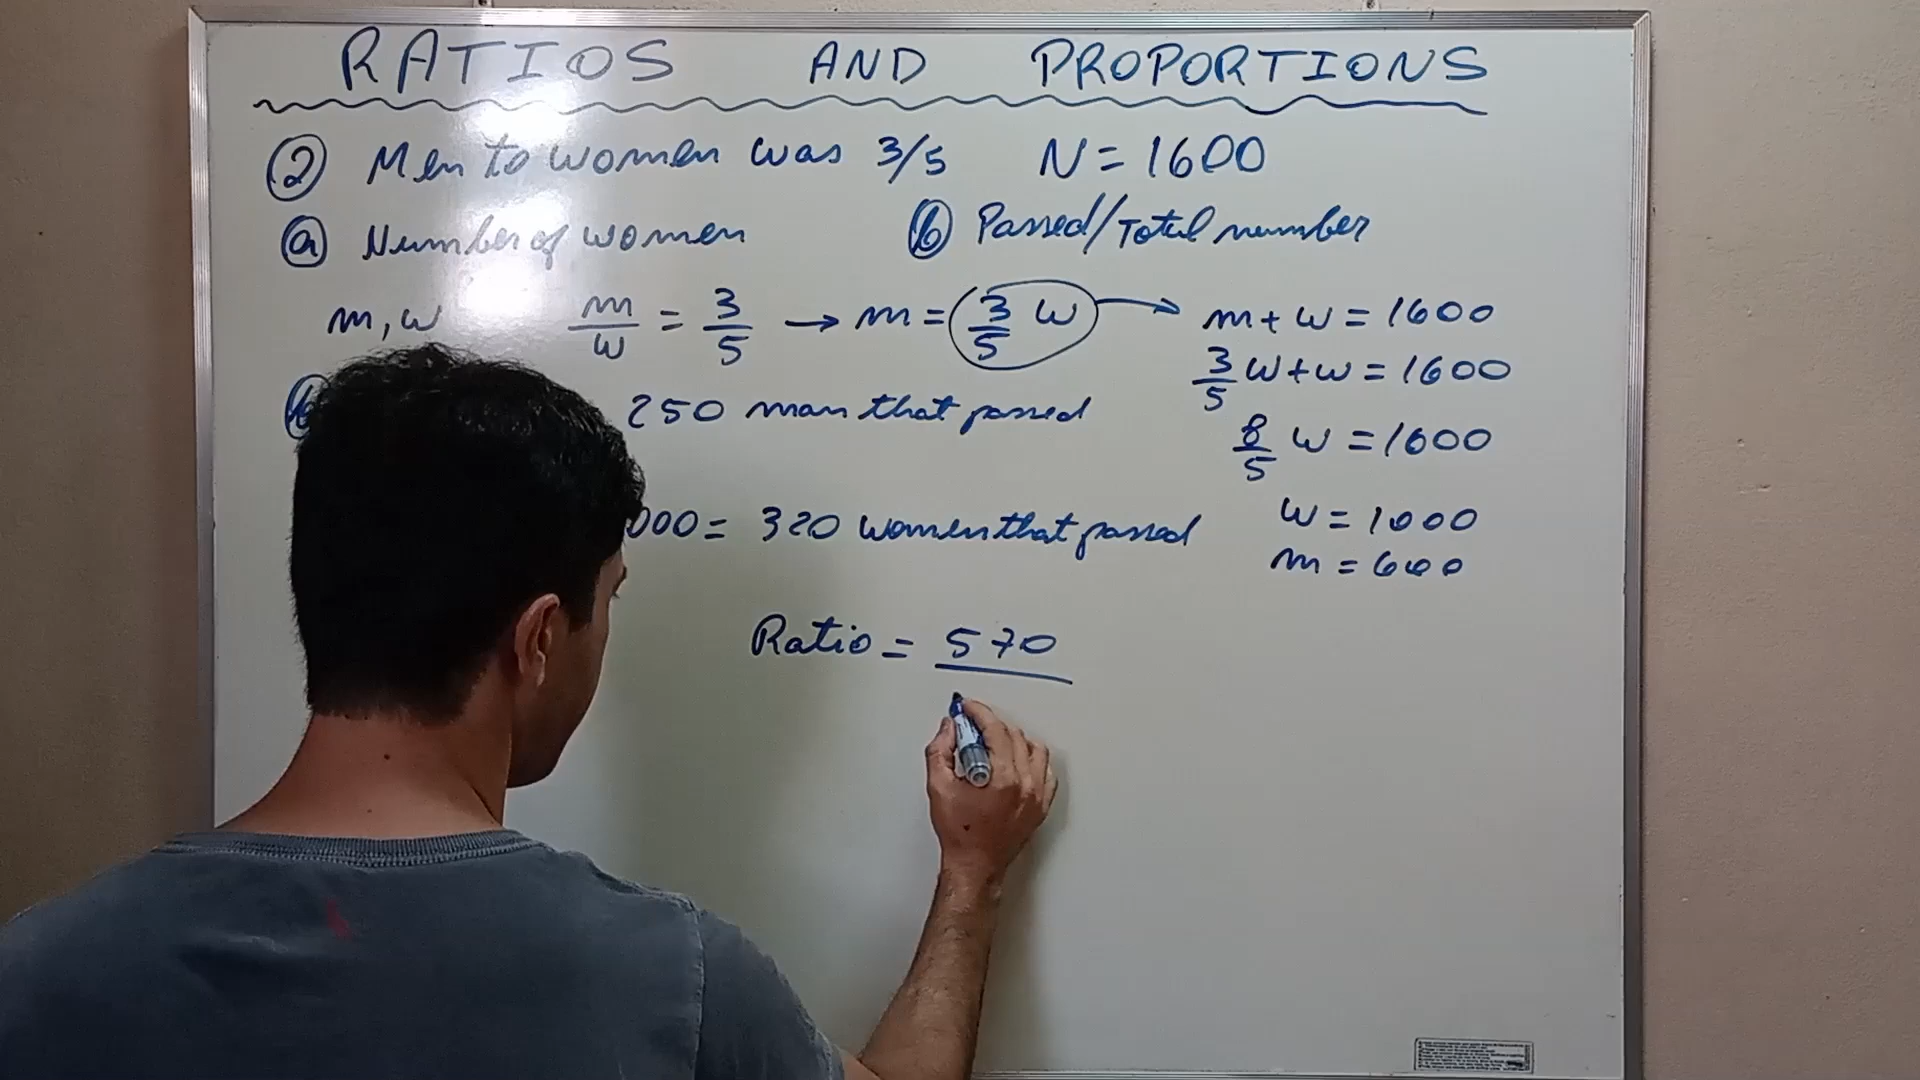 RATIOS AND PROPORTIONS
② Men to women was 3/5 N = 1600
ⓐ Number of women ⓑ Passed/Total number
m, w m/w = 3/5 → m = 3/5 w → m + w = 1600
3/5 w + w = 1600
250 man that passed
8/5 w = 1600
000 = 320 women that passed
w = 1000
m = 600
Ratio = 570